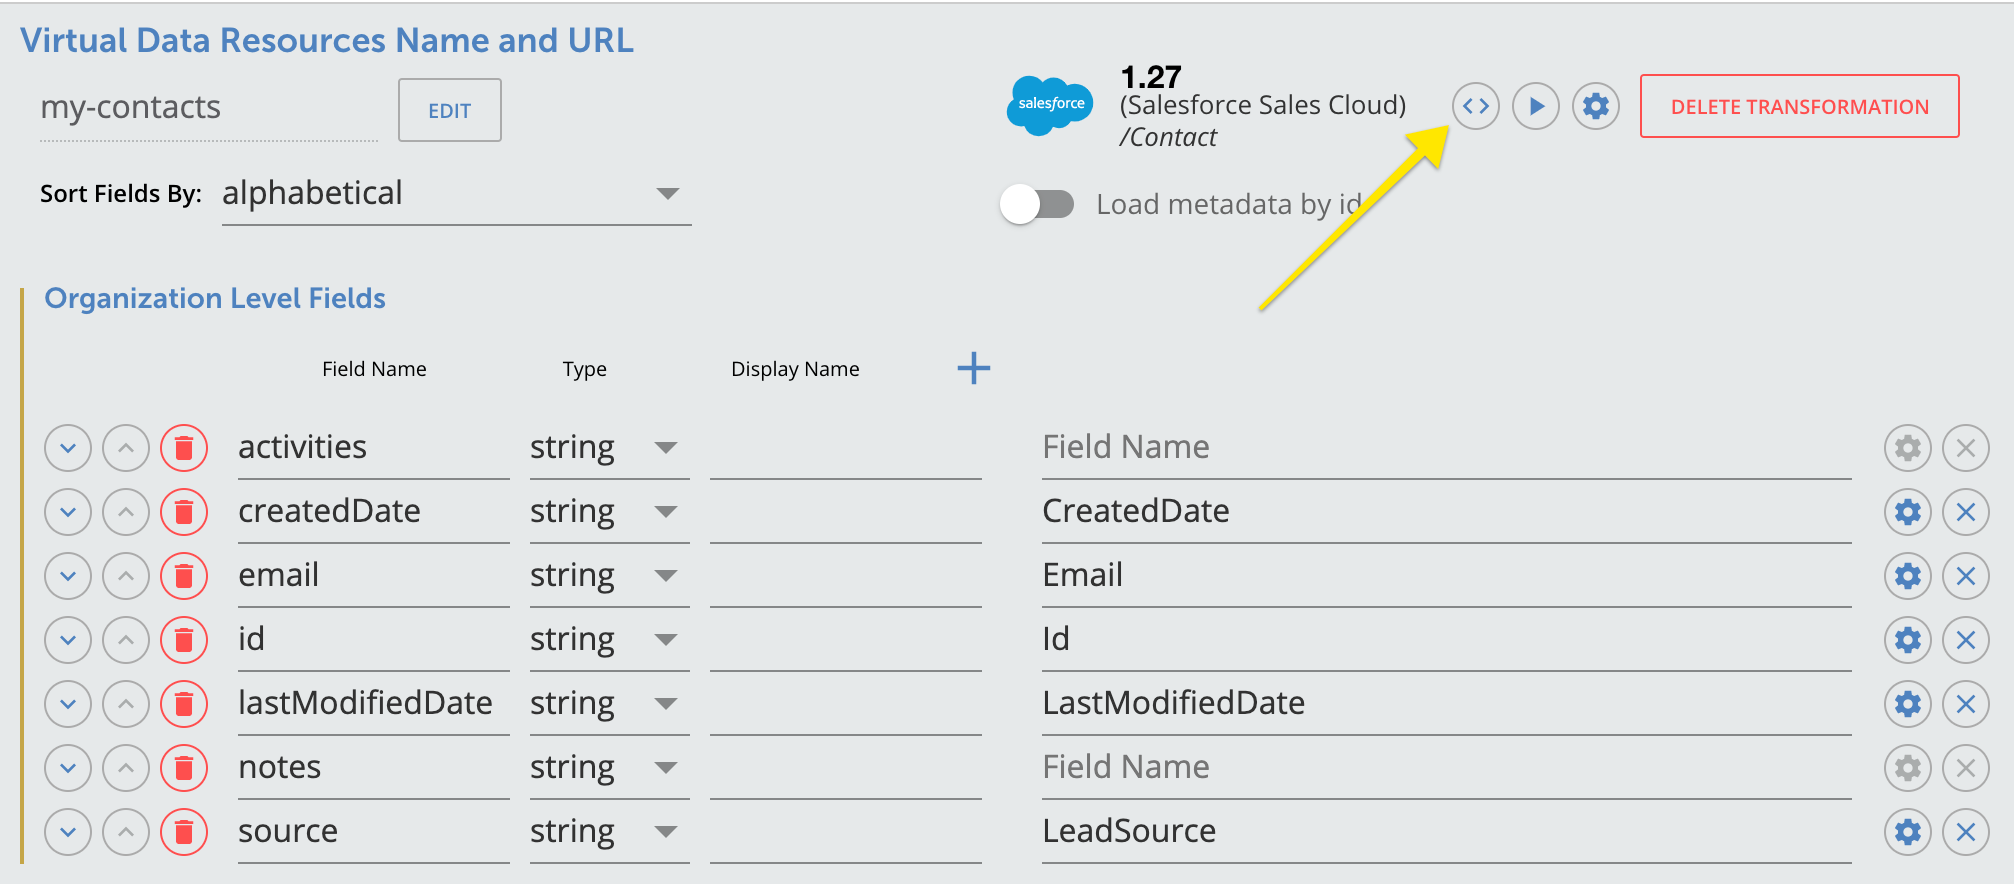 Virtual Data Resources Name and URL
my-contacts
EDIT
salesforce
1.27
(Salesforce Sales Cloud)
/Contact
DELETE TRANSFORMATION
Sort Fields By: alphabetical
Load metadata by id
Organization Level Fields
Field Name Type Display Name
activities string Field Name
createdDate string CreatedDate
email string Email
id string Id
lastModifiedDate string LastModifiedDate
notes string Field Name
source string LeadSource